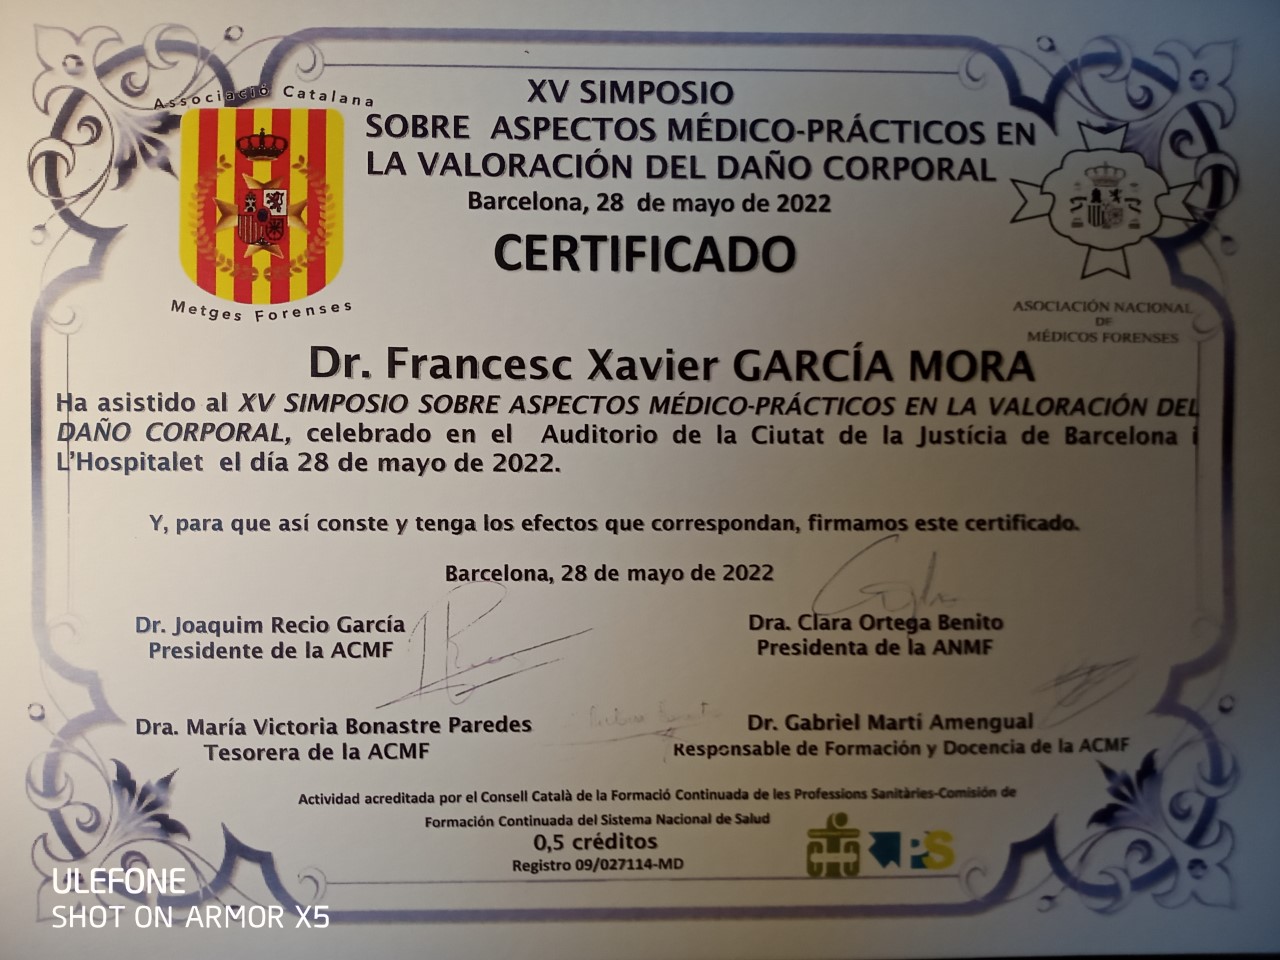 Associació Catalana
Metges Forenses
XV SIMPOSIO
SOBRE ASPECTOS MÉDICO-PRÁCTICOS EN
LA VALORACIÓN DEL DAÑO CORPORAL
Barcelona, 28 de mayo de 2022
CERTIFICADO
ASOCIACIÓN NACIONAL
DE
MÉDICOS FORENSES
Dr. Francesc Xavier GARCÍA MORA
Ha asistido al XV SIMPOSIO SOBRE ASPECTOS MÉDICO-PRÁCTICOS EN LA VALORACIÓN DEL
DAÑO CORPORAL, celebrado en el Auditorio de la Ciutat de la Justícia de Barcelona i
L'Hospitalet el día 28 de mayo de 2022.
Y, para que así conste y tenga los efectos que correspondan, firmamos este certificado.
Barcelona, 28 de mayo de 2022
Dr. Joaquim Recio García
Presidente de la ACMF
Dra. Clara Ortega Benito
Presidenta de la ANMF
Dra. María Victoria Bonastre Paredes
Tesorera de la ACMF
Dr. Gabriel Martí Amengual
Responsable de Formación y Docencia de la ACMF
Actividad acreditada por el Consell Català de la Formació Continuada de les Professions Sanitàries-Comisión de
Formación Continuada del Sistema Nacional de Salud
0,5 créditos
Registro 09/027114-MD
PS
ULEFONE
SHOT ON ARMOR X5